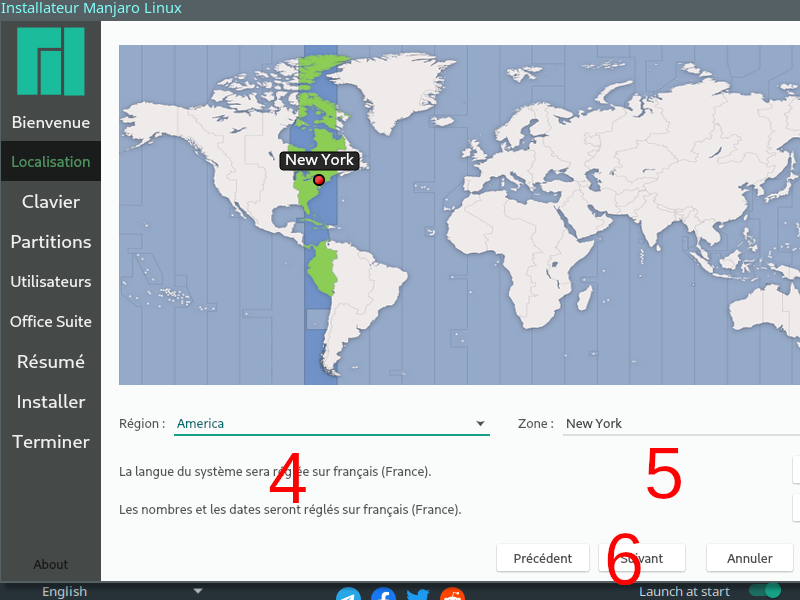 Installateur Manjaro Linux
Bienvenue
Localisation
Clavier
Partitions
Utilisateurs
Office Suite
Résumé
Installer
Terminer
About
New York
Région : America
Zone : New York
La langue du système sera réglée sur français (France).
Les nombres et les dates seront réglés sur français (France).
4
5
6
Précédent Suivant Annuler
English
Launch at start